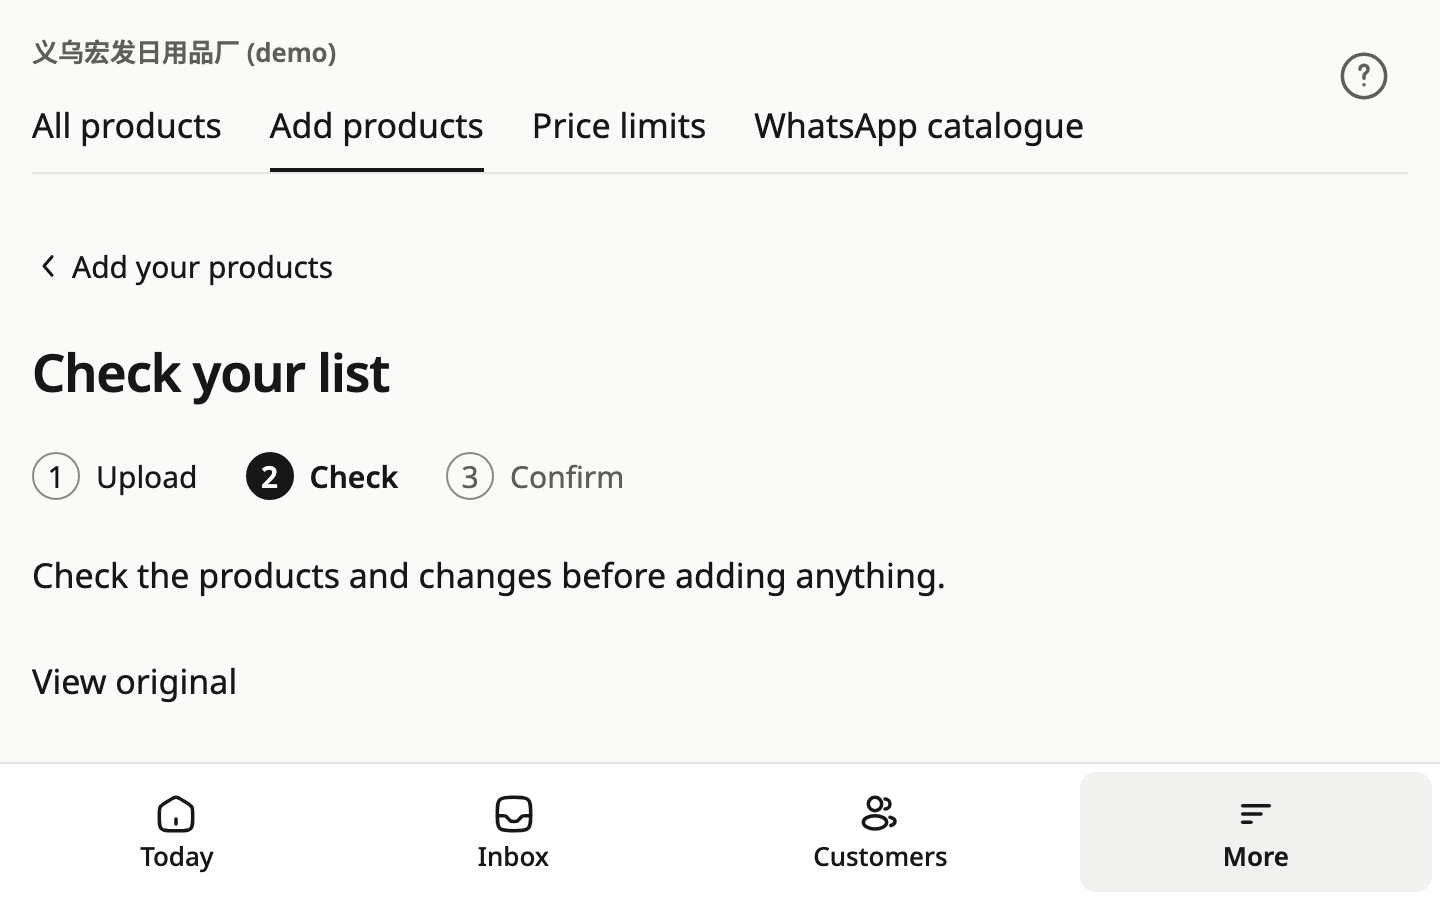 义乌宏发日用品厂 (demo)
?
All products Add products Price limits WhatsApp catalogue
Add your products
Check your list
1 Upload 2 Check 3 Confirm
Check the products and changes before adding anything.
View original
Today Inbox Customers More